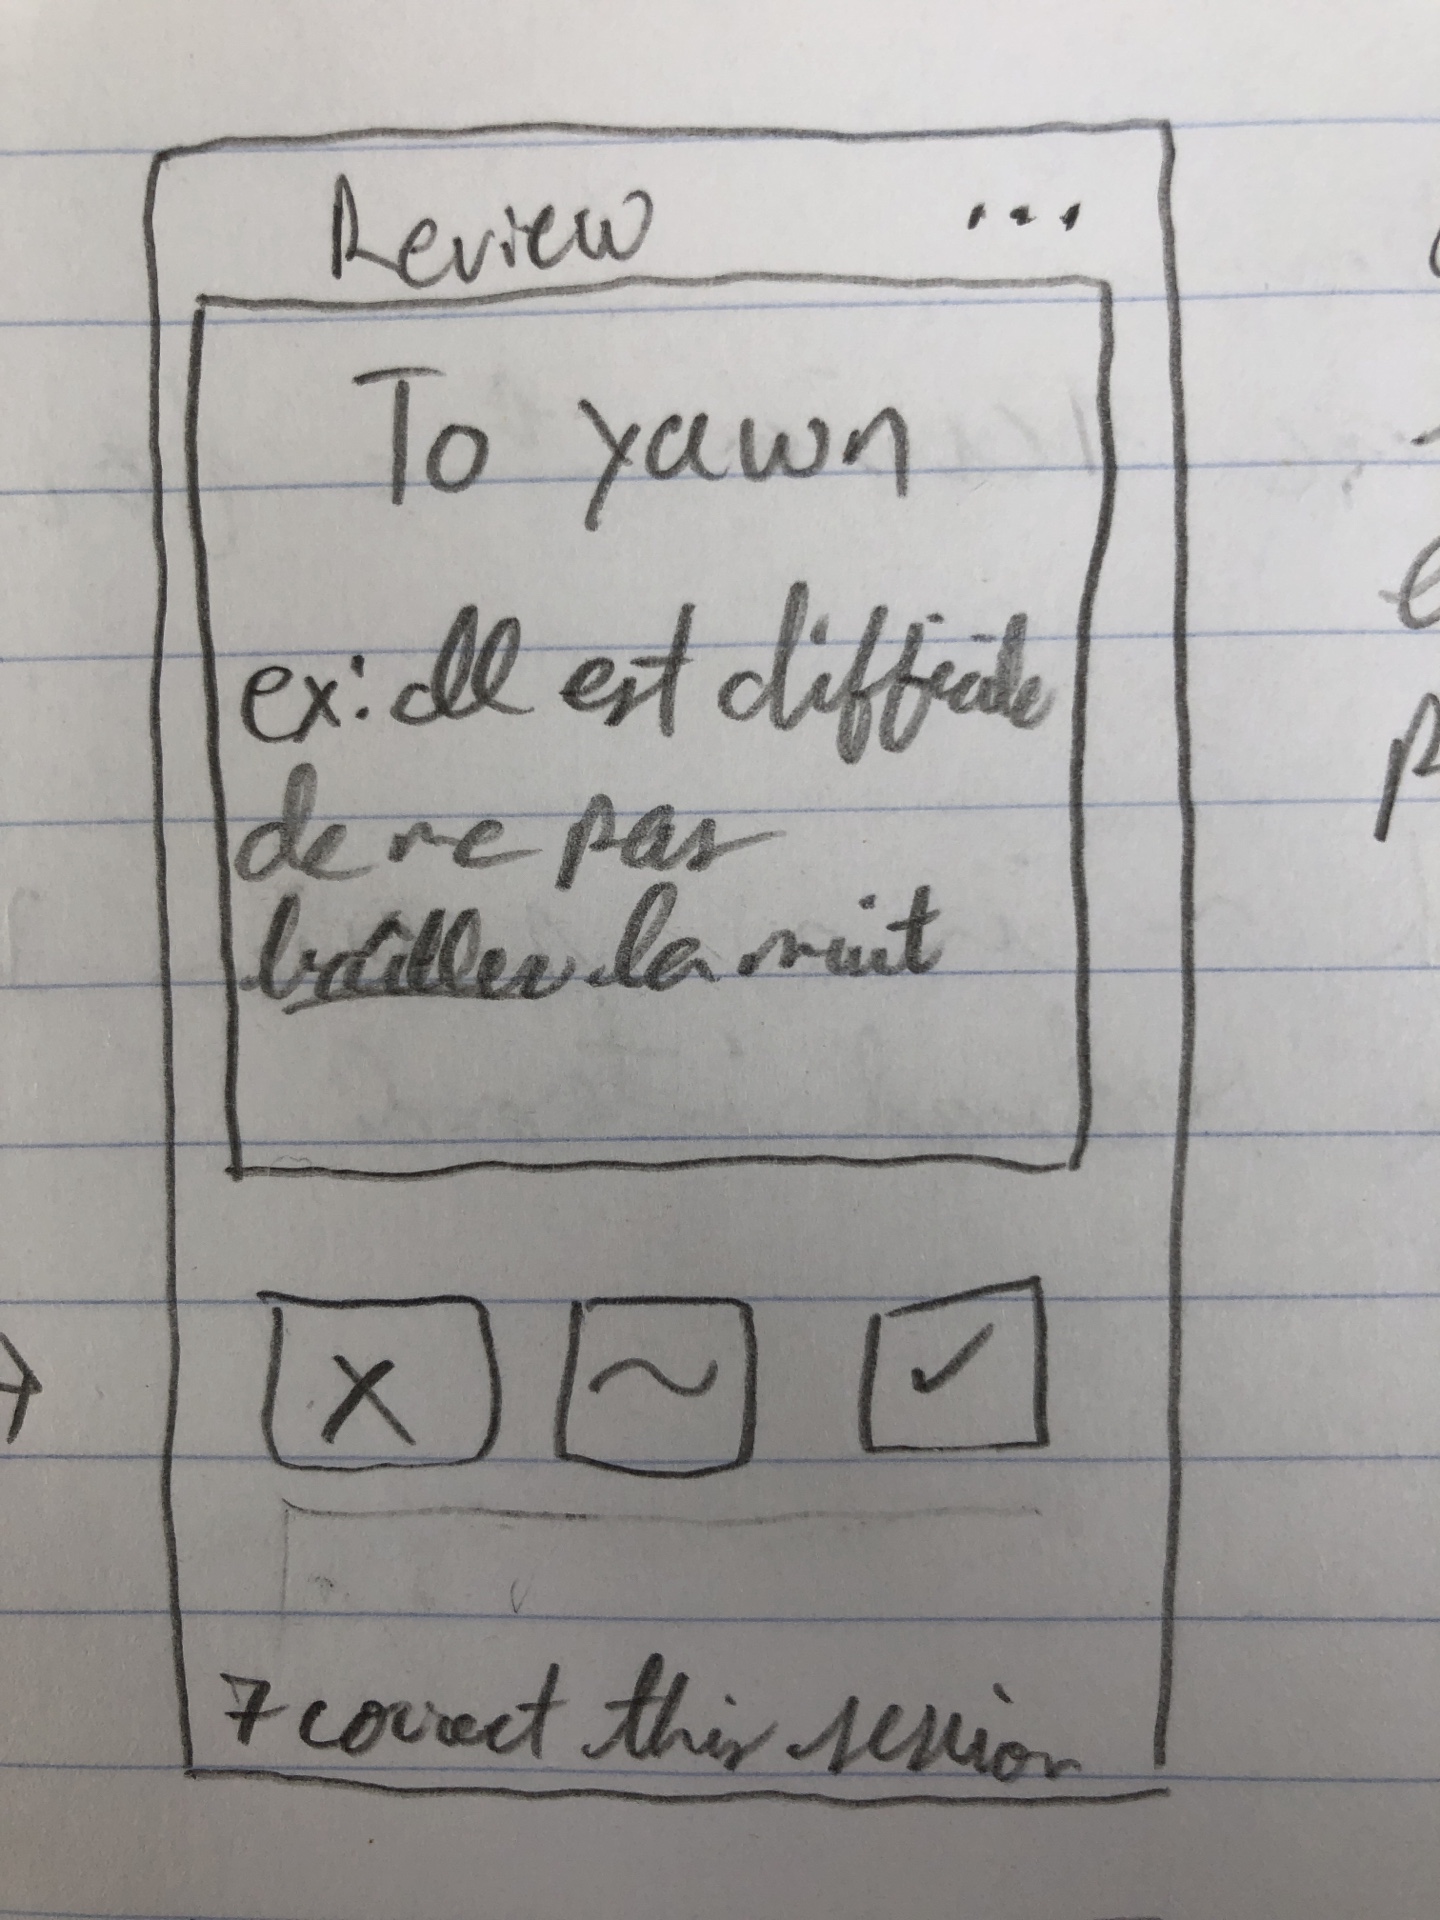 Review ...
To yawn
ex: Il est difficile
de ne pas
bâiller la nuit
X ~ ✓
7 correct this session